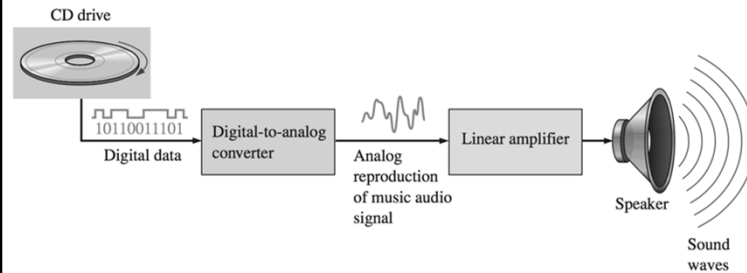 CD drive
10110011101
Digital data
Digital-to-analog
converter
Analog
reproduction
of music audio
signal
Linear amplifier
Speaker
Sound
waves